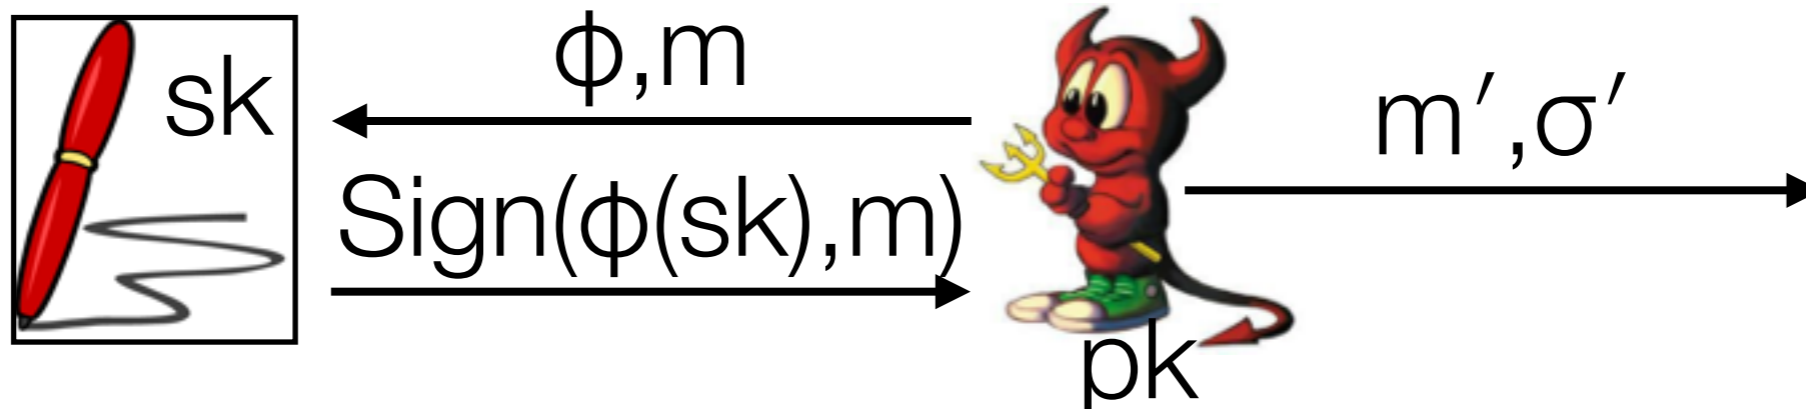 sk
ϕ,m
Sign(ϕ(sk),m)
pk
m′,σ′